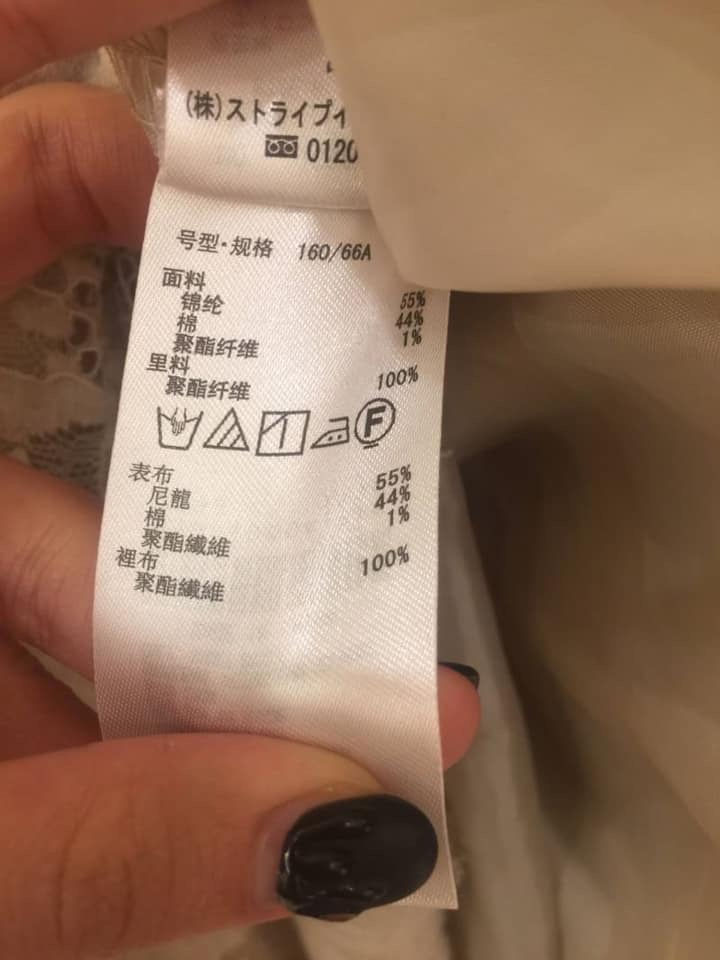 (株)ストライプイ
0120
号型·规格 160/66A
面料
锦纶 55%
棉 44%
聚酯纤维 1%
里料
聚酯纤维 100%
F
表布
尼龍 55%
棉 44%
聚酯纖維 1%
裡布
聚酯纖維 100%